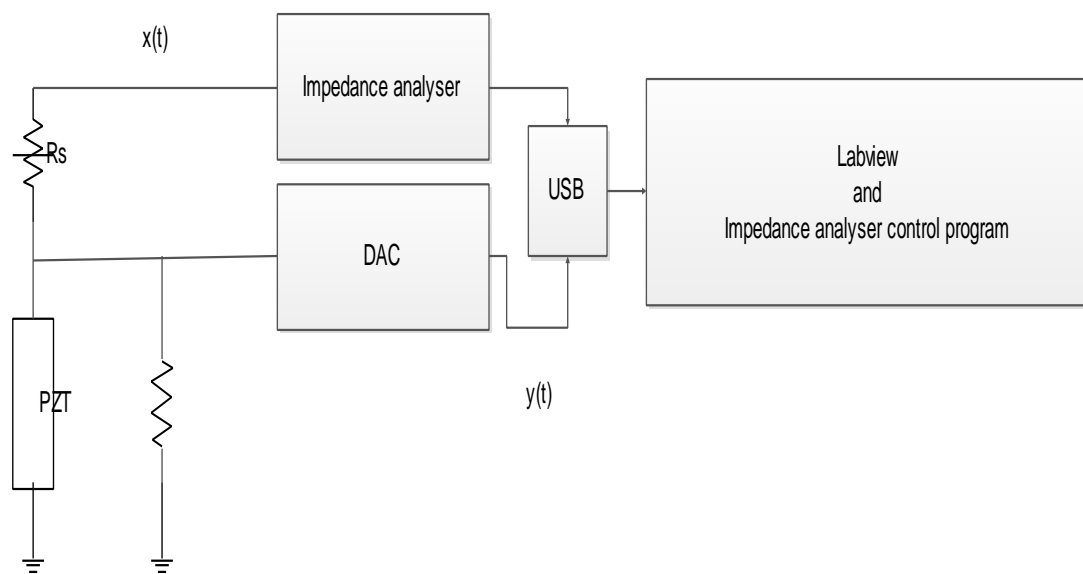 x(t)
Impedance analyser
Rs
USB
Labview
and
Impedance analyser control program
DAC
PZT
y(t)